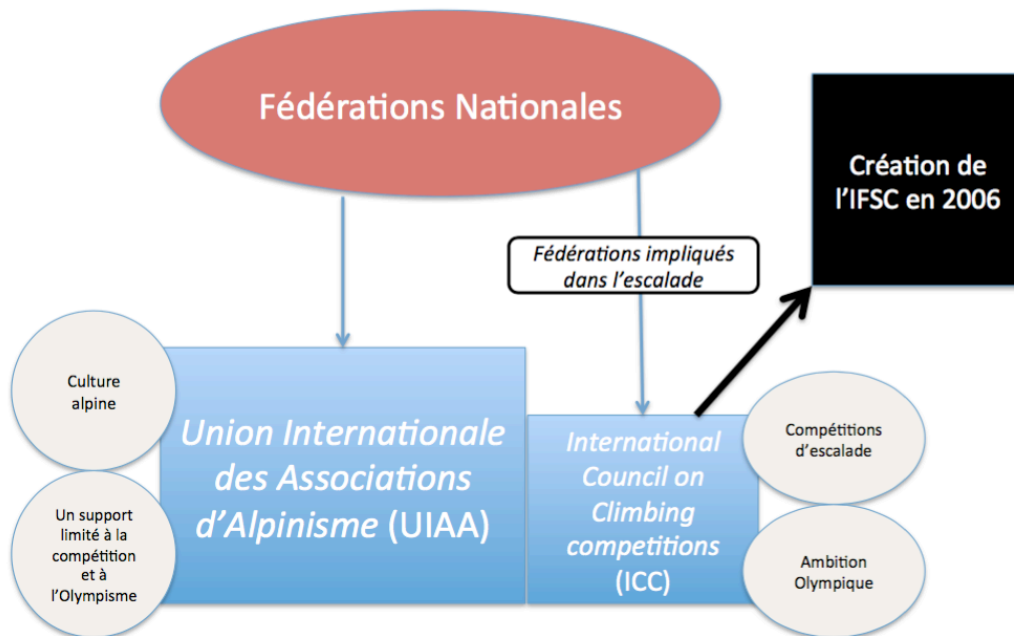 Fédérations Nationales
Création de
l'IFSC en 2006
Fédérations impliqués
dans l'escalade
Culture
alpine
Un support
limité à la
compétition
et à
l'Olympisme
Union Internationale
des Associations
d'Alpinisme (UIAA)
International
Council on
Climbing
competitions
(ICC)
Compétitions
d'escalade
Ambition
Olympique